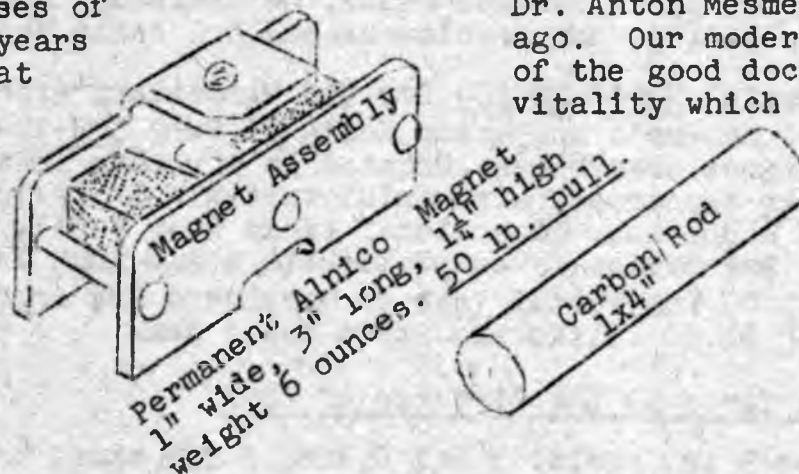 ses of
years
at
Dr. Anton Mesme
ago. Our moder
of the good doc
vitality which
Magnet Assembly
Permanent Alnico Magnet
1" wide, 3" long, 1¼" high
weight 6 ounces. 50 lb. pull.
Carbon Rod
1x4"